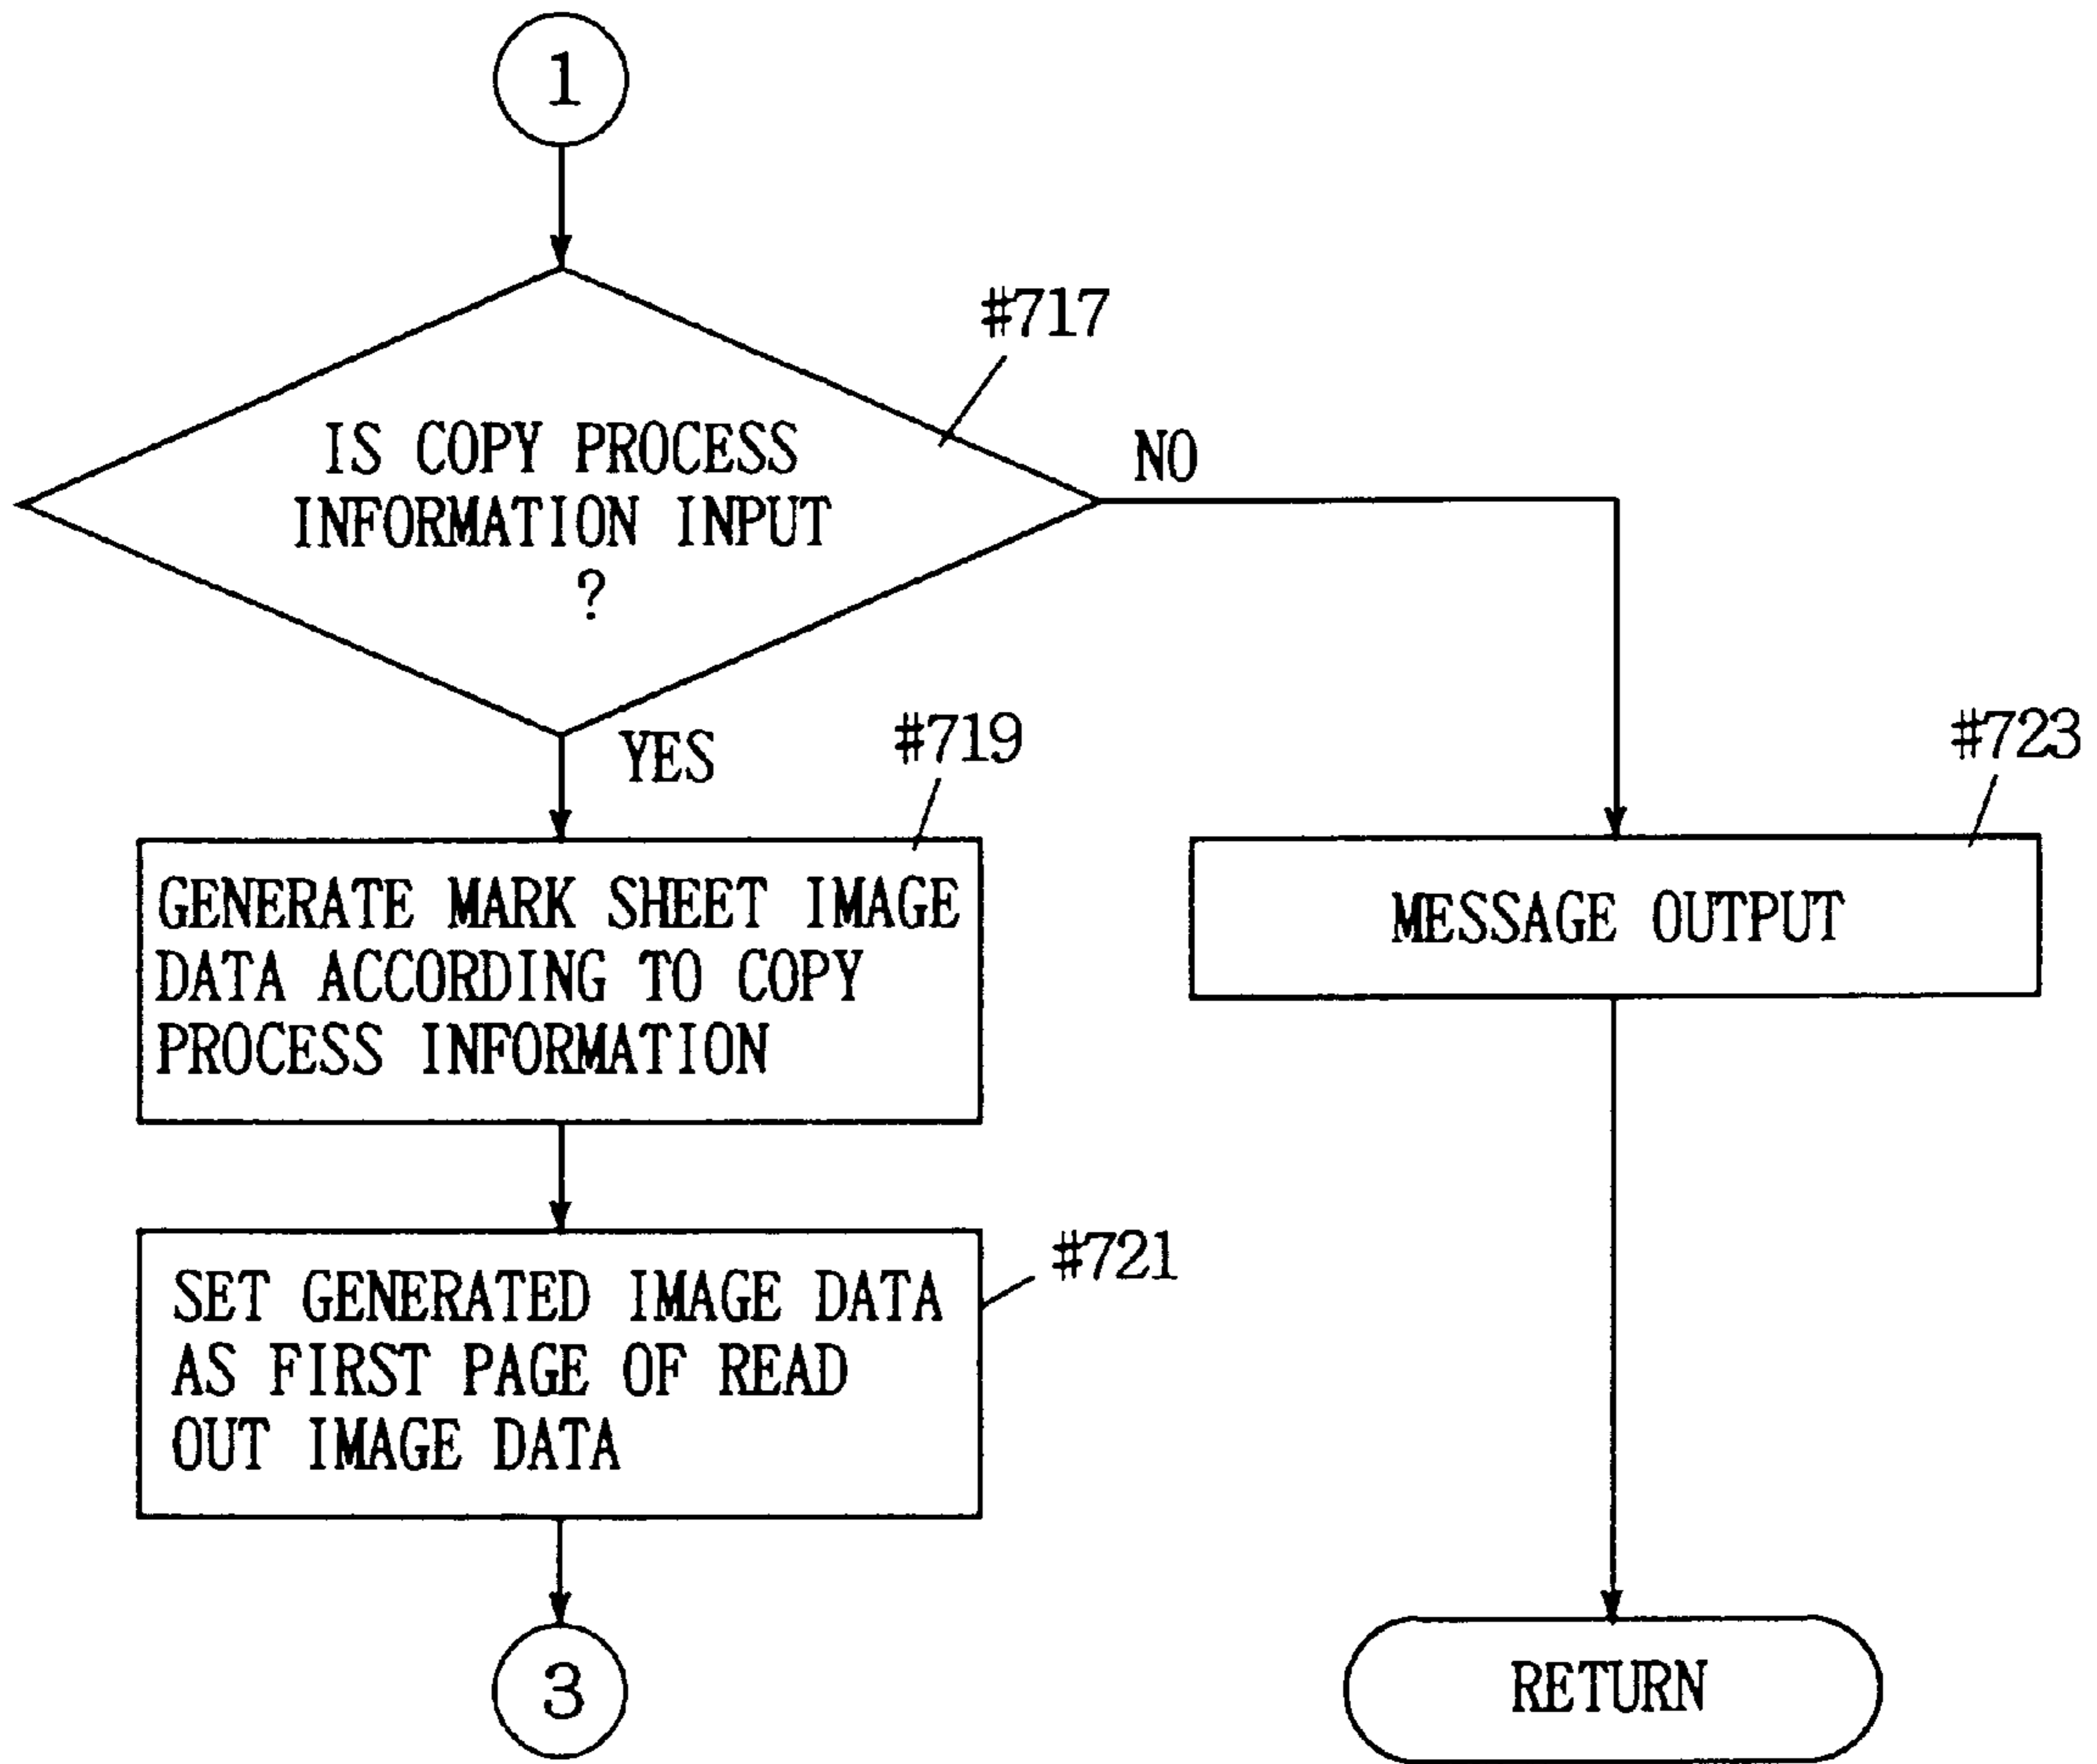 1
#717
IS COPY PROCESS
INFORMATION INPUT
?
NO
YES
#719
#723
GENERATE MARK SHEET IMAGE
DATA ACCORDING TO COPY
PROCESS INFORMATION
MESSAGE OUTPUT
#721
SET GENERATED IMAGE DATA
AS FIRST PAGE OF READ
OUT IMAGE DATA
3
RETURN